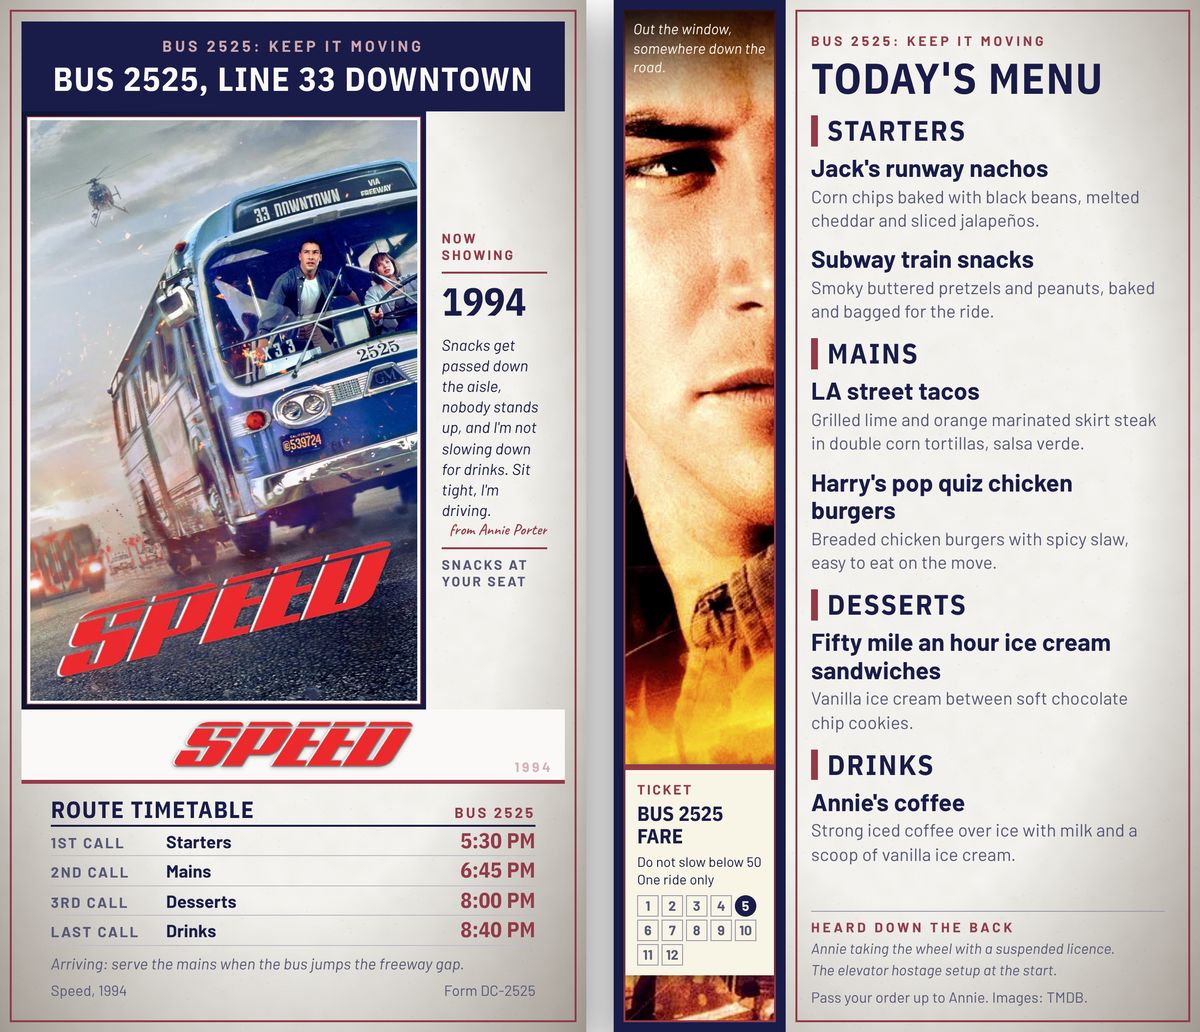 BUS 2525: KEEP IT MOVING
BUS 2525, LINE 33 DOWNTOWN
33 DOWNTOWN
VIA
FREEWAY
2525
GM
CALIFORNIA
539724
SPEED
NOW
SHOWING
1994
Snacks get
passed down
the aisle,
nobody stands
up, and I'm not
slowing down
for drinks. Sit
tight, I'm
driving.
from Annie Porter
SNACKS AT
YOUR SEAT
SPEED
1994
ROUTE TIMETABLE BUS 2525
1ST CALL Starters 5:30 PM
2ND CALL Mains 6:45 PM
3RD CALL Desserts 8:00 PM
LAST CALL Drinks 8:40 PM
Arriving: serve the mains when the bus jumps the freeway gap.
Speed, 1994 Form DC-2525
Out the window,
somewhere down the
road.
TICKET
BUS 2525
FARE
Do not slow below 50
One ride only
1 2 3 4 5
6 7 8 9 10
11 12
BUS 2525: KEEP IT MOVING
TODAY'S MENU
STARTERS
Jack's runway nachos
Corn chips baked with black beans, melted
cheddar and sliced jalapeños.
Subway train snacks
Smoky buttered pretzels and peanuts, baked
and bagged for the ride.
MAINS
LA street tacos
Grilled lime and orange marinated skirt steak
in double corn tortillas, salsa verde.
Harry's pop quiz chicken
burgers
Breaded chicken burgers with spicy slaw,
easy to eat on the move.
DESSERTS
Fifty mile an hour ice cream
sandwiches
Vanilla ice cream between soft chocolate
chip cookies.
DRINKS
Annie's coffee
Strong iced coffee over ice with milk and a
scoop of vanilla ice cream.
HEARD DOWN THE BACK
Annie taking the wheel with a suspended licence.
The elevator hostage setup at the start.
Pass your order up to Annie. Images: TMDB.